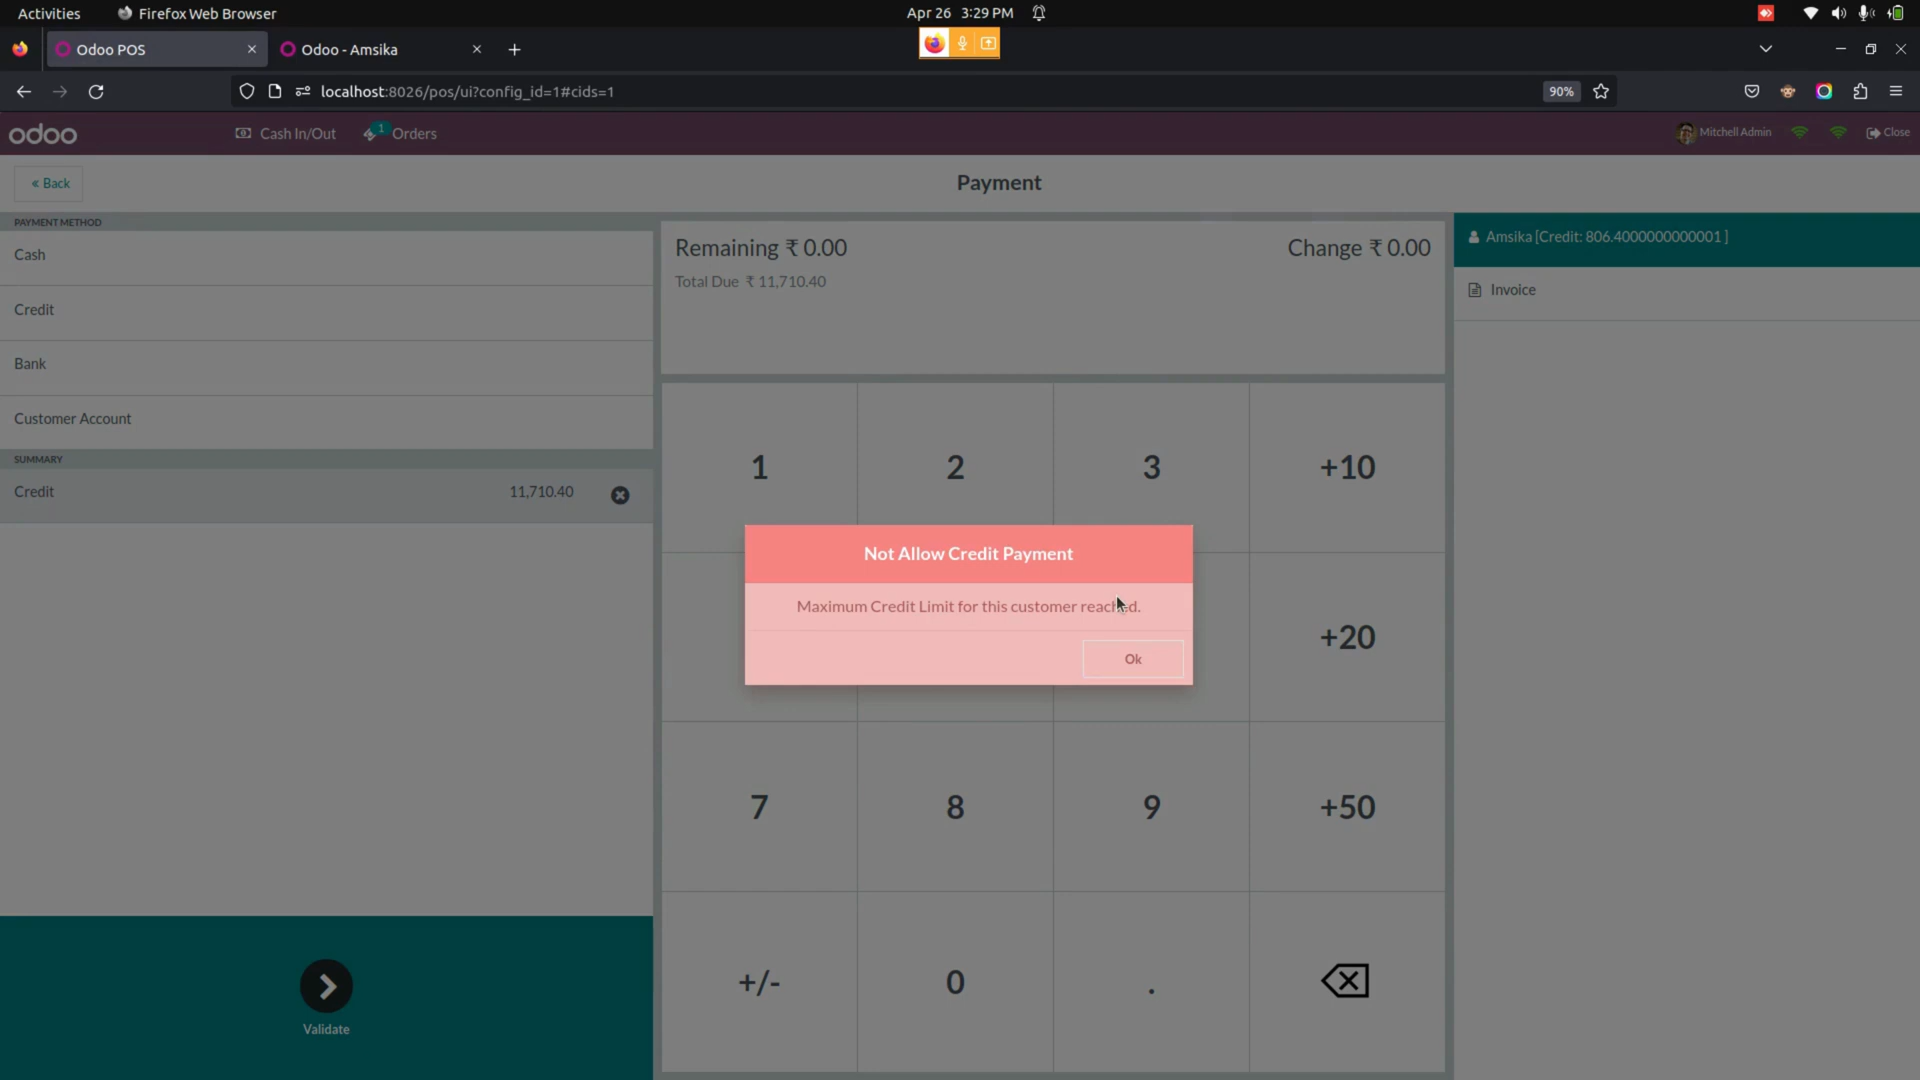 Activities
Firefox Web Browser
Apr 26 3:29 PM
Odoo POS
Odoo - Amsika
localhost:8026/pos/ui?config_id=1#cids=1
90%
odoo
Cash In/Out
1
Orders
Mitchell Admin
Close
« Back
Payment
PAYMENT METHOD
Cash
Credit
Bank
Customer Account
SUMMARY
Credit 11,710.40
Validate
Remaining ₹ 0.00
Change ₹ 0.00
Total Due ₹ 11,710.40
1 2 3 +10
+20
7 8 9 +50
+/- 0 .
Not Allow Credit Payment
Maximum Credit Limit for this customer reached.
Ok
Amsika [Credit: 806.4000000000001 ]
Invoice